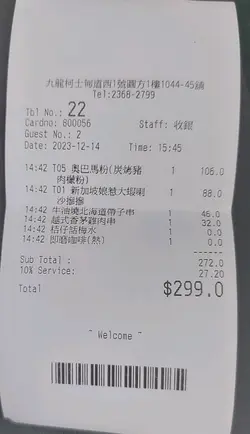 九龍柯士甸道西1號圓方1樓1044-45舖
Tel:2368-2799
Tbl No.: 22
Cardno: 800056 Staff: 收銀
Guest No.: 2
Date: 2023-12-14 Time: 15:45
14:42 T05 奧巴馬粉(炭烤豬 1 106.0
肉檬粉)
14:42 T01 新加坡娘惹大蝦喇 1 88.0
沙撈撈
14:42 牛油燒北海道帶子串 1 46.0
14:42 越式香茅雞肉串 1 32.0
14:42 桔仔話梅水 1 0.0
14:42 即磨咖啡(熱) 1 0.0
Sub Total : 272.0
10% Service: 27.20
Total $299.0
~ Welcome ~